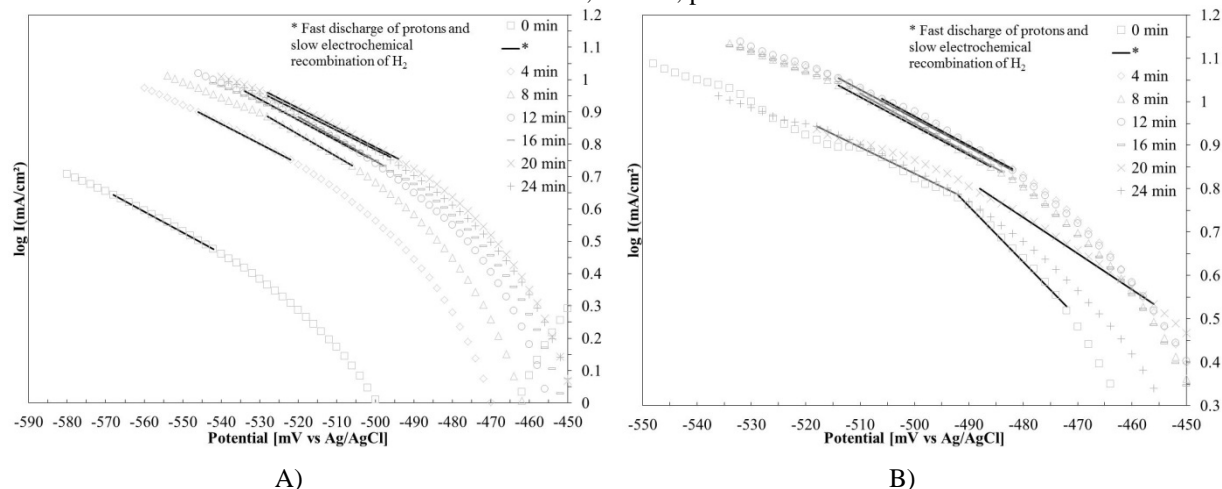 * Fast discharge of protons and
slow electrochemical
recombination of H₂
0 min
*
4 min
8 min
12 min
16 min
20 min
24 min
1.2
1.1
1
0.9
0.8
0.7
0.6
0.5
0.4
0.3
0.2
0.1
0
log I(mA/cm²)
-590 -580 -570 -560 -550 -540 -530 -520 -510 -500 -490 -480 -470 -460 -450
Potential [mV vs Ag/AgCl]
A)
* Fast discharge of protons and
slow electrochemical
recombination of H₂
0 min
*
4 min
8 min
12 min
16 min
20 min
24 min
1.2
1.1
1
0.9
0.8
0.7
0.6
0.5
0.4
0.3
log I(mA/cm²)
-550 -540 -530 -520 -510 -500 -490 -480 -470 -460 -450
Potential [mV vs Ag/AgCl]
B)